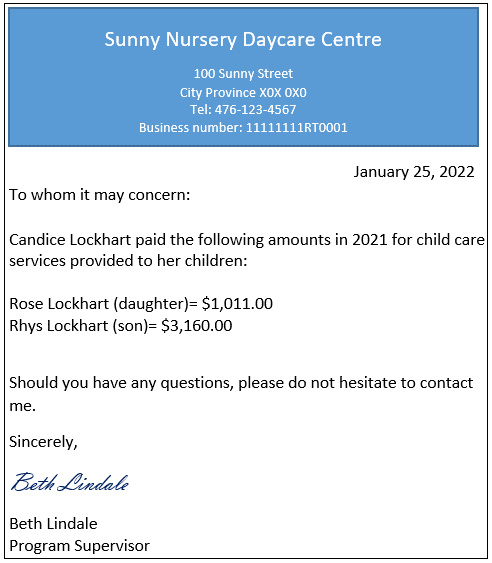 Sunny Nursery Daycare Centre
100 Sunny Street
City Province X0X 0X0
Tel: 476-123-4567
Business number: 11111111RT0001
January 25, 2022
To whom it may concern:
Candice Lockhart paid the following amounts in 2021 for child care
services provided to her children:
Rose Lockhart (daughter)= $1,011.00
Rhys Lockhart (son)= $3,160.00
Should you have any questions, please do not hesitate to contact
me.
Sincerely,
Beth Lindale
Beth Lindale
Program Supervisor